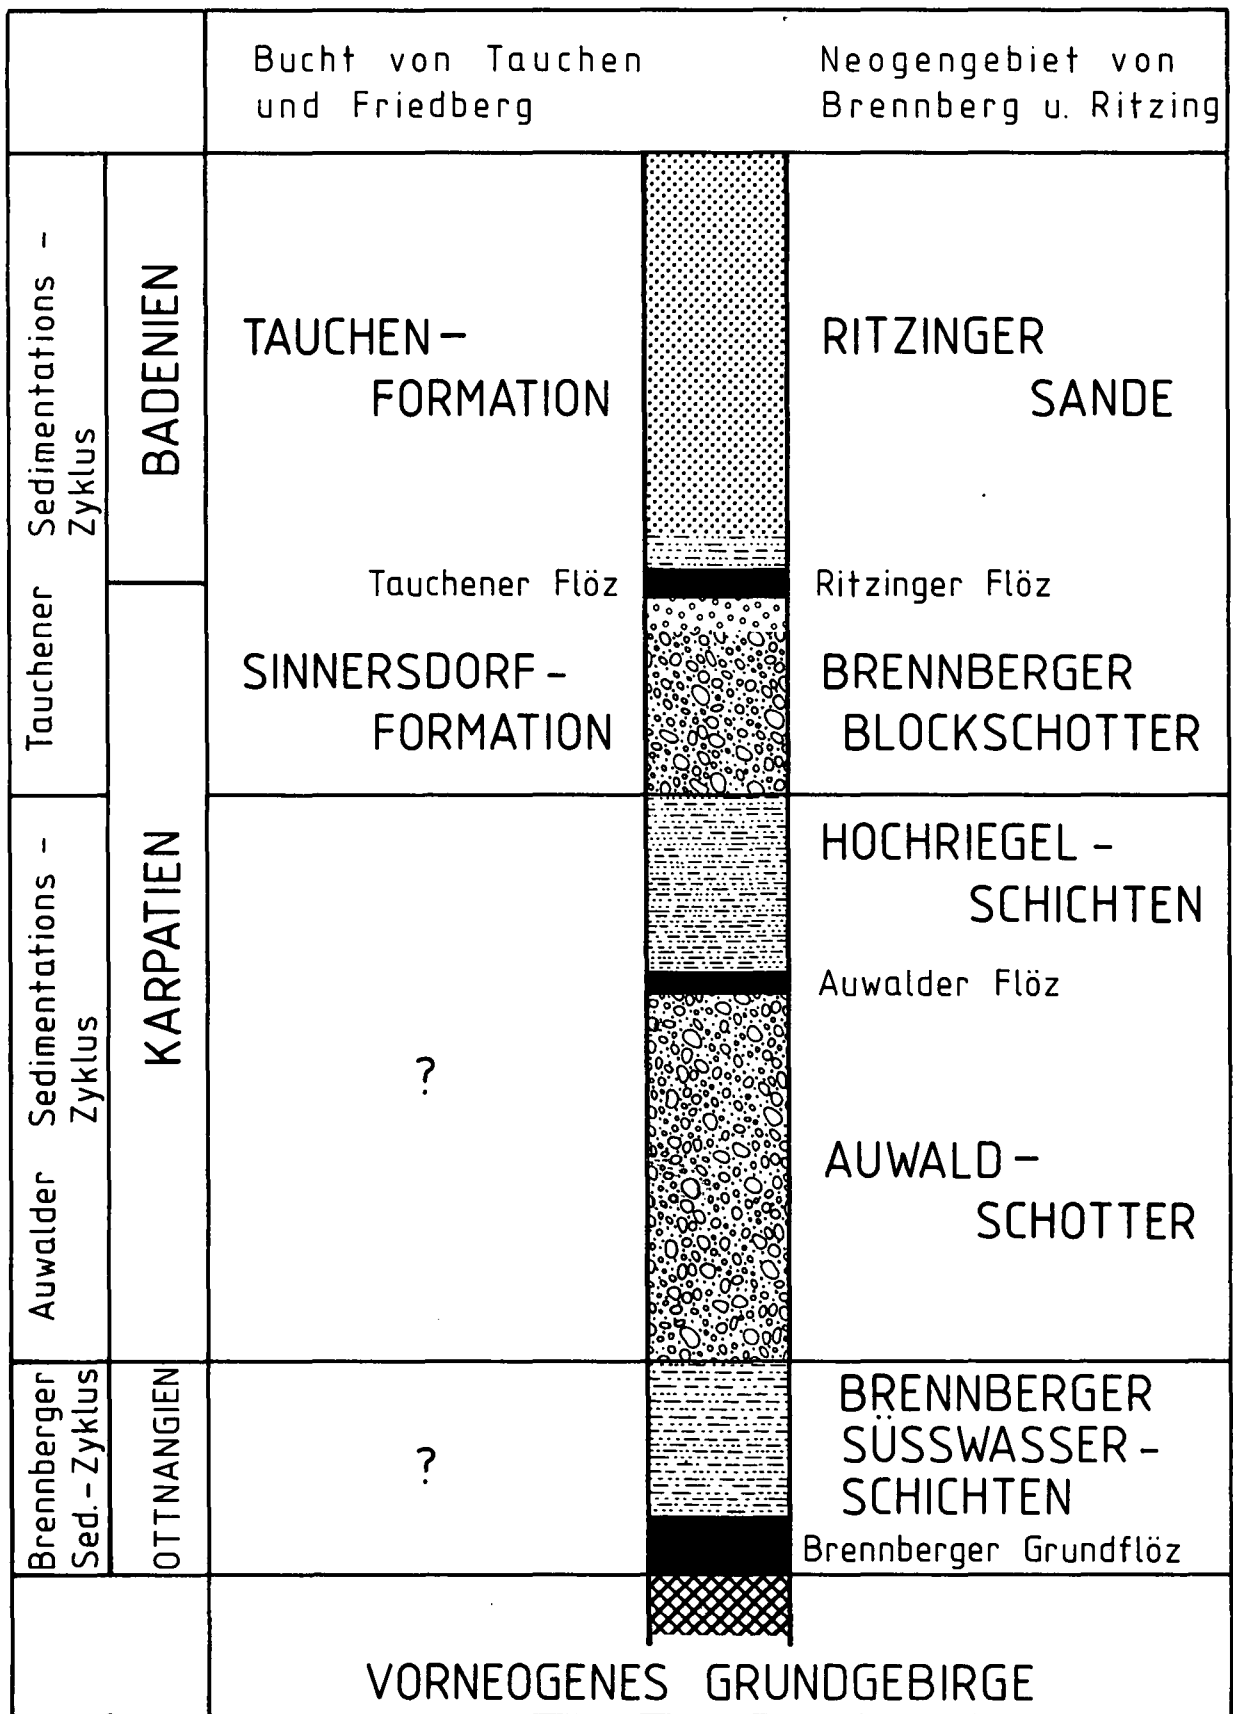 Bucht von Tauchen
und Friedberg
Neogengebiet von
Brennberg u. Ritzing
Tauchener Sedimentations -
Zyklus
BADENIEN
TAUCHEN -
FORMATION
RITZINGER
SANDE
Tauchener Flöz
Ritzinger Flöz
SINNERSDORF -
FORMATION
BRENNBERGER
BLOCKSCHOTTER
Auwalder Sedimentations -
Zyklus
KARPATIEN
?
HOCHRIEGEL -
SCHICHTEN
Auwalder Flöz
AUWALD -
SCHOTTER
Brennberger
Sed. - Zyklus
OTTNANGIEN
?
BRENNBERGER
SÜSSWASSER -
SCHICHTEN
Brennberger Grundflöz
VORNEOGENES GRUNDGEBIRGE